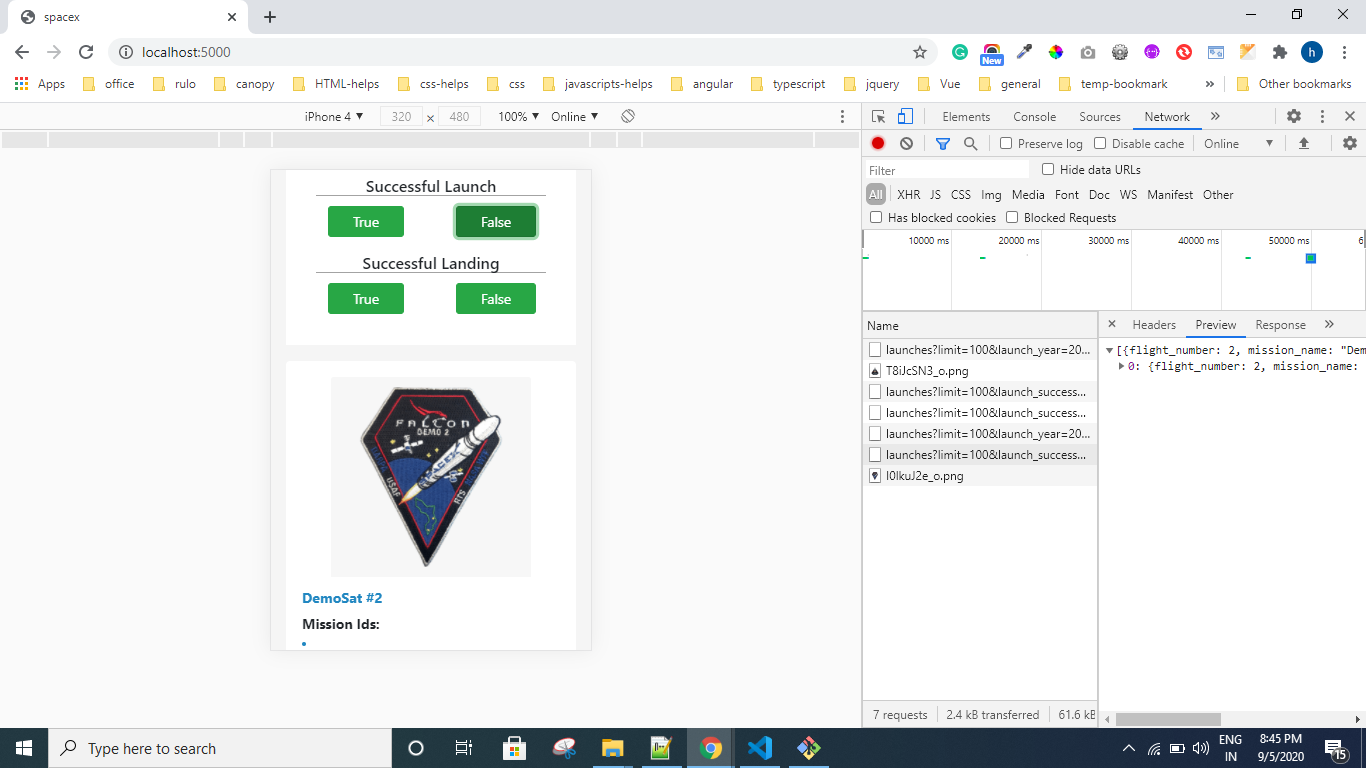 spacex
localhost:5000
New
h
Apps office rulo canopy HTML-helps css-helps css javascripts-helps angular typescript jquery Vue general temp-bookmark » Other bookmarks
iPhone 4 ▼ 320 × 480 100% ▼ Online ▼
Elements Console Sources Network »
Preserve log Disable cache Online ▼
Filter Hide data URLs
All XHR JS CSS Img Media Font Doc WS Manifest Other
Has blocked cookies Blocked Requests
10000 ms 20000 ms 30000 ms 40000 ms 50000 ms 6
Successful Launch
True False
Successful Landing
True False
FALCON
DEMO 2
SPACEX
USAF
RTS
DemoSat #2
Mission Ids:
Name
launches?limit=100&launch_year=20...
T8iJcSN3_o.png
launches?limit=100&launch_success...
launches?limit=100&launch_success...
launches?limit=100&launch_year=20...
launches?limit=100&launch_success...
I0IkuJ2e_o.png
7 requests 2.4 kB transferred 61.6 kB
× Headers Preview Response »
▼[{flight_number: 2, mission_name: "Dem
▶0: {flight_number: 2, mission_name:
Type here to search
ENG
IN
8:45 PM
9/5/2020
15